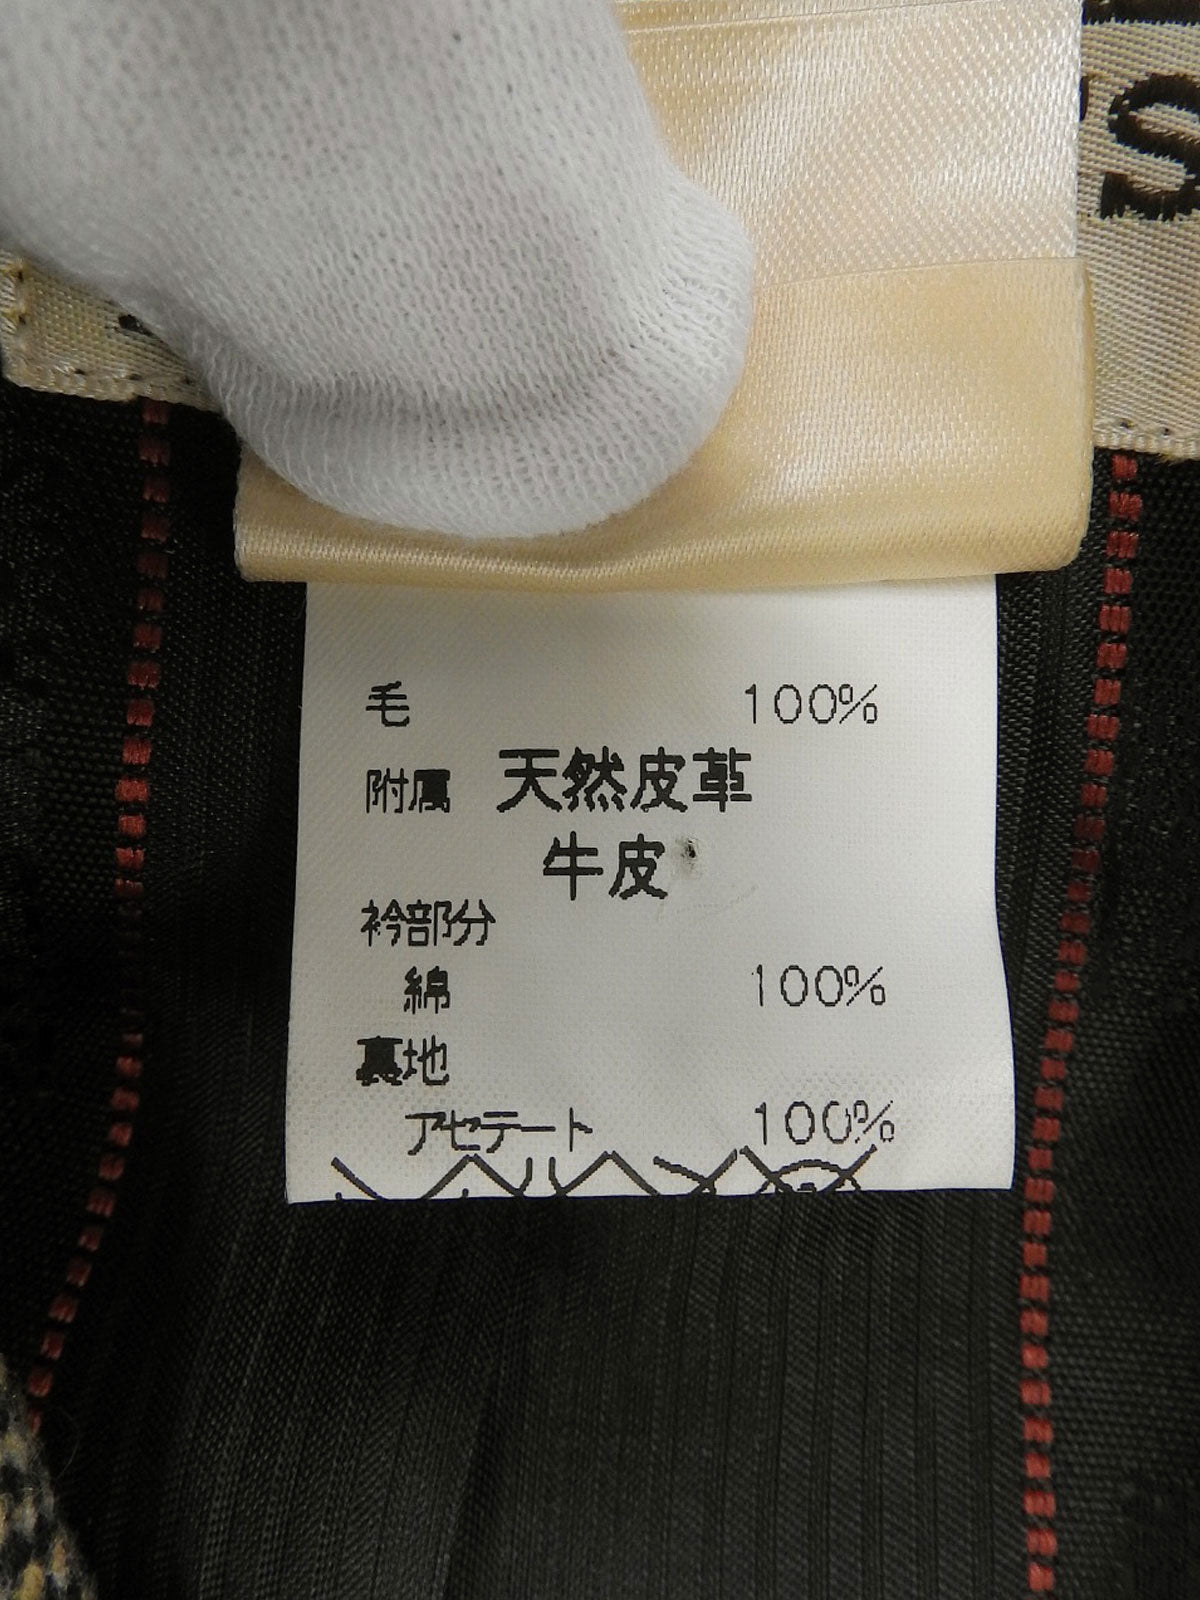 毛 100%
附属 天然皮革
牛皮
衿部分
綿 100%
裏地
アセテート 100%